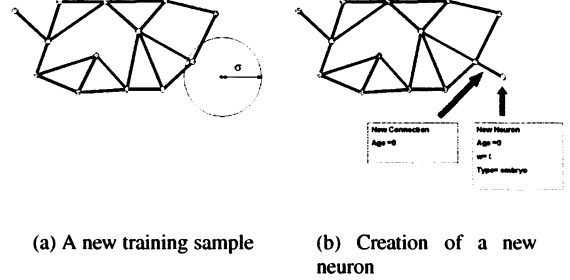 σ
New Connection
Age =0
New Neuron
Age =0
w= t
Type= embryo
(a) A new training sample
(b) Creation of a new
neuron